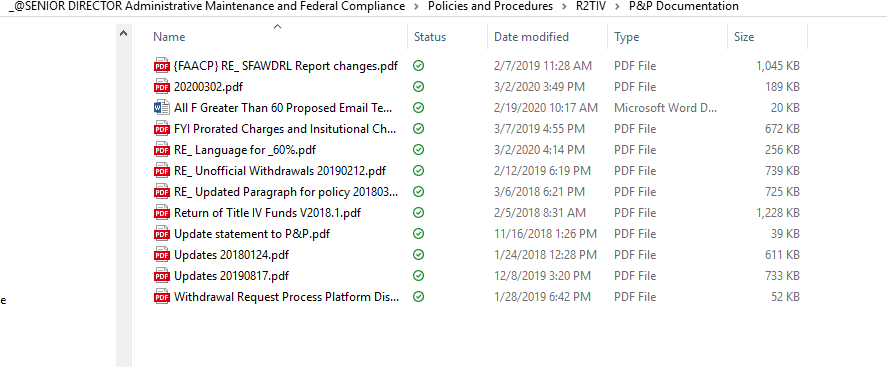 _@SENIOR DIRECTOR Administrative Maintenance and Federal Compliance > Policies and Procedures > R2TIV > P&P Documentation
Name Status Date modified Type Size
{FAACP} RE_ SFAWDRL Report changes.pdf 2/7/2019 11:28 AM PDF File 1,045 KB
20200302.pdf 3/2/2020 3:49 PM PDF File 189 KB
All F Greater Than 60 Proposed Email Te... 2/19/2020 10:17 AM Microsoft Word D... 20 KB
FYI Prorated Charges and Insitutional Ch... 3/7/2019 4:55 PM PDF File 672 KB
RE_ Language for _60%.pdf 3/2/2020 4:14 PM PDF File 256 KB
RE_ Unofficial Withdrawals 20190212.pdf 2/12/2019 6:19 PM PDF File 739 KB
RE_ Updated Paragraph for policy 201803... 3/6/2018 6:21 PM PDF File 725 KB
Return of Title IV Funds V2018.1.pdf 2/5/2018 8:31 AM PDF File 1,228 KB
Update statement to P&P.pdf 11/16/2018 1:26 PM PDF File 39 KB
Updates 20180124.pdf 1/24/2018 12:28 PM PDF File 611 KB
Updates 20190817.pdf 12/8/2019 3:20 PM PDF File 733 KB
e
Withdrawal Request Process Platform Dis... 1/28/2019 6:42 PM PDF File 52 KB